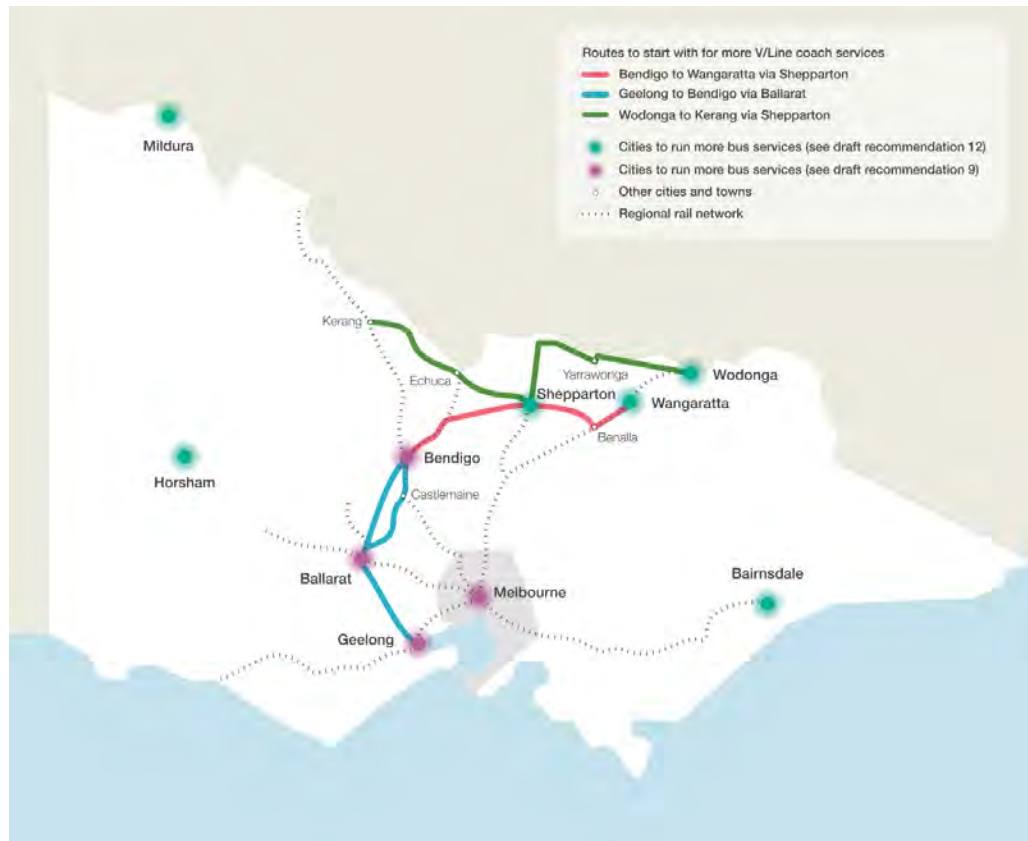 Routes to start with for more V/Line coach services
Bendigo to Wangaratta via Shepparton
Geelong to Bendigo via Ballarat
Wodonga to Kerang via Shepparton
Cities to run more bus services (see draft recommendation 12)
Cities to run more bus services (see draft recommendation 9)
Other cities and towns
Regional rail network
Mildura
Kerang
Echuca
Yarrawonga
Wodonga
Shepparton
Wangaratta
Benalla
Bendigo
Horsham
Castlemaine
Ballarat
Melbourne
Bairnsdale
Geelong